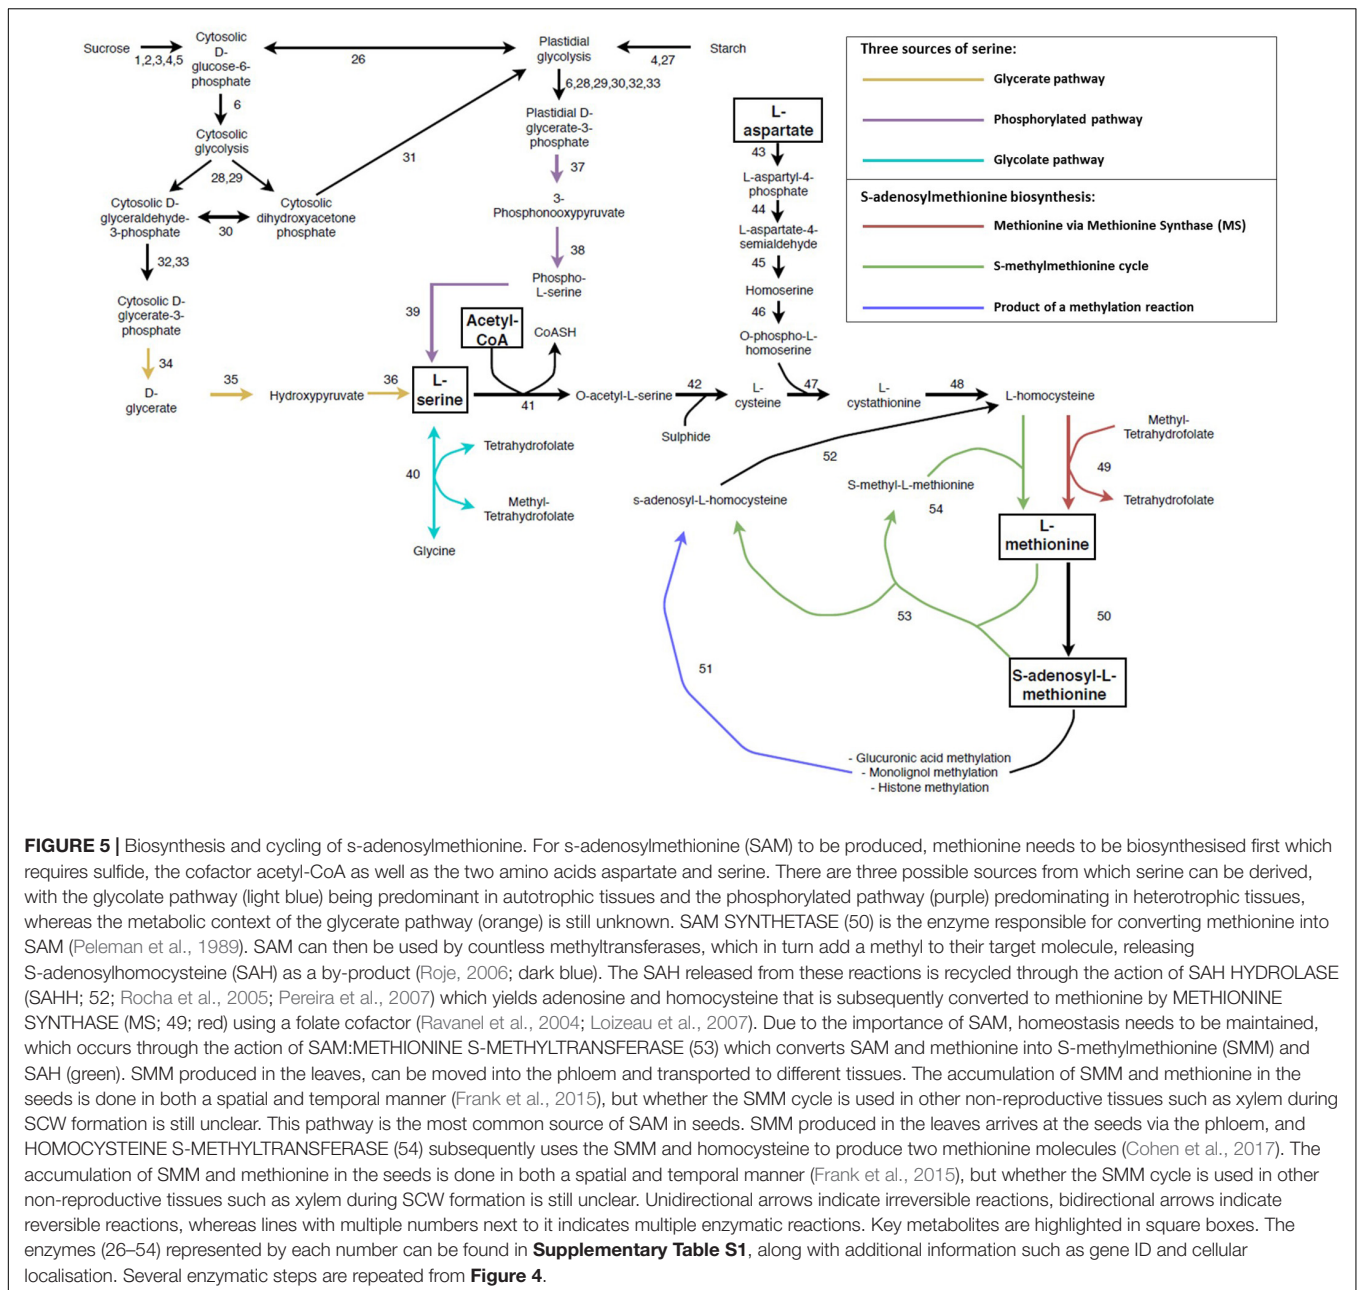 Sucrose
1,2,3,4,5
Cytosolic
D-
glucose-6-
phosphate
26
Plastidial
glycolysis
4,27
Starch
6
Cytosolic
glycolysis
28,29
31
6,28,29,30,32,33
Plastidial D-
glycerate-3-
phosphate
37
3-
Phosphonooxypyruvate
38
Phospho-
L-serine
39
Cytosolic D-
glyceraldehyde-
3-phosphate
30
Cytosolic
dihydroxyacetone
phosphate
32,33
Cytosolic D-
glycerate-3-
phosphate
34
D-
glycerate
35
Hydroxypyruvate
36
L-
serine
Acetyl-
CoA
CoASH
41
O-acetyl-L-serine
42
Sulphide
L-
cysteine
47
L-
cystathionine
48
L-homocysteine
L-
aspartate
43
L-aspartyl-4-
phosphate
44
L-aspartate-4-
semialdehyde
45
Homoserine
46
O-phospho-L-
homoserine
40
Tetrahydrofolate
Methyl-
Tetrahydrofolate
Glycine
52
s-adenosyl-L-homocysteine
S-methyl-L-methionine
54
Methyl-
Tetrahydrofolate
49
Tetrahydrofolate
L-
methionine
53
50
51
S-adenosyl-L-
methionine
- Glucuronic acid methylation
- Monolignol methylation
- Histone methylation
Three sources of serine:
Glycerate pathway
Phosphorylated pathway
Glycolate pathway
S-adenosylmethionine biosynthesis:
Methionine via Methionine Synthase (MS)
S-methylmethionine cycle
Product of a methylation reaction
FIGURE 5 | Biosynthesis and cycling of s-adenosylmethionine. For s-adenosylmethionine (SAM) to be produced, methionine needs to be biosynthesised first which
requires sulfide, the cofactor acetyl-CoA as well as the two amino acids aspartate and serine. There are three possible sources from which serine can be derived,
with the glycolate pathway (light blue) being predominant in autotrophic tissues and the phosphorylated pathway (purple) predominating in heterotrophic tissues,
whereas the metabolic context of the glycerate pathway (orange) is still unknown. SAM SYNTHETASE (50) is the enzyme responsible for converting methionine into
SAM (Peleman et al., 1989). SAM can then be used by countless methyltransferases, which in turn add a methyl to their target molecule, releasing
S-adenosylhomocysteine (SAH) as a by-product (Roje, 2006; dark blue). The SAH released from these reactions is recycled through the action of SAH HYDROLASE
(SAHH; 52; Rocha et al., 2005; Pereira et al., 2007) which yields adenosine and homocysteine that is subsequently converted to methionine by METHIONINE
SYNTHASE (MS; 49; red) using a folate cofactor (Ravanel et al., 2004; Loizeau et al., 2007). Due to the importance of SAM, homeostasis needs to be maintained,
which occurs through the action of SAM:METHIONINE S-METHYLTRANSFERASE (53) which converts SAM and methionine into S-methylmethionine (SMM) and
SAH (green). SMM produced in the leaves, can be moved into the phloem and transported to different tissues. The accumulation of SMM and methionine in the
seeds is done in both a spatial and temporal manner (Frank et al., 2015), but whether the SMM cycle is used in other non-reproductive tissues such as xylem during
SCW formation is still unclear. This pathway is the most common source of SAM in seeds. SMM produced in the leaves arrives at the seeds via the phloem, and
HOMOCYSTEINE S-METHYLTRANSFERASE (54) subsequently uses the SMM and homocysteine to produce two methionine molecules (Cohen et al., 2017). The
accumulation of SMM and methionine in the seeds is done in both a spatial and temporal manner (Frank et al., 2015), but whether the SMM cycle is used in other
non-reproductive tissues such as xylem during SCW formation is still unclear. Unidirectional arrows indicate irreversible reactions, bidirectional arrows indicate
reversible reactions, whereas lines with multiple numbers next to it indicates multiple enzymatic reactions. Key metabolites are highlighted in square boxes. The
enzymes (26–54) represented by each number can be found in Supplementary Table S1, along with additional information such as gene ID and cellular
localisation. Several enzymatic steps are repeated from Figure 4.